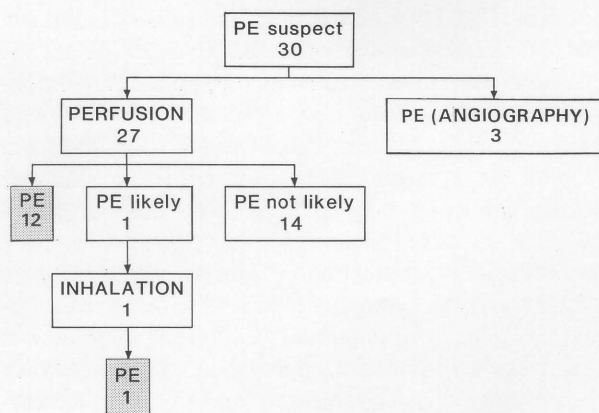 PE suspect
30
PERFUSION
27
PE (ANGIOGRAPHY)
3
PE
12
PE likely
1
PE not likely
14
INHALATION
1
PE
1